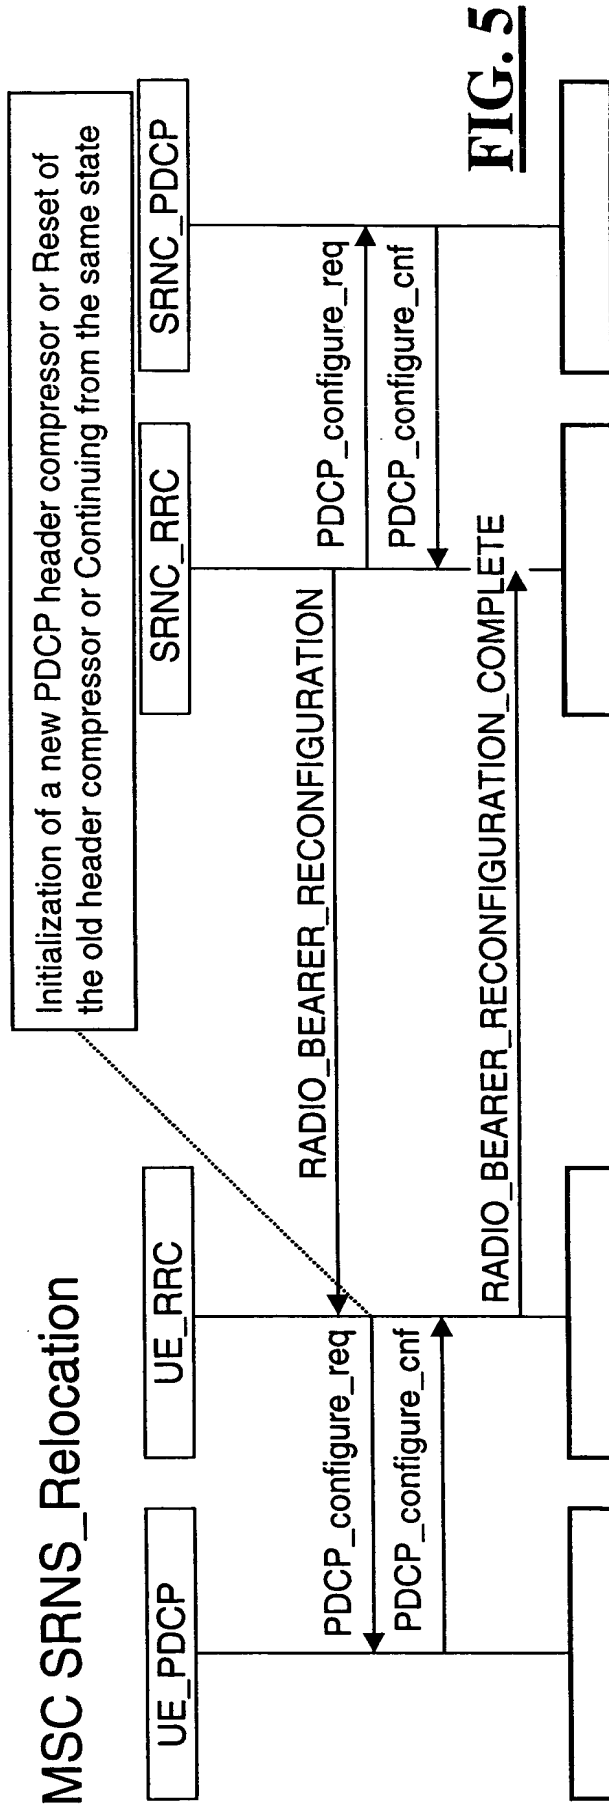 MSC SRNS_Relocation
Initialization of a new PDCP header compressor or Reset of
the old header compressor or Continuing from the same state
UE_PDCP
UE_RRC
SRNC_RRC
SRNC_PDCP
RADIO_BEARER_RECONFIGURATION
PDCP_configure_req
PDCP_configure_req
PDCP_configure_cnf
PDCP_configure_cnf
RADIO_BEARER_RECONFIGURATION_COMPLETE
FIG. 5